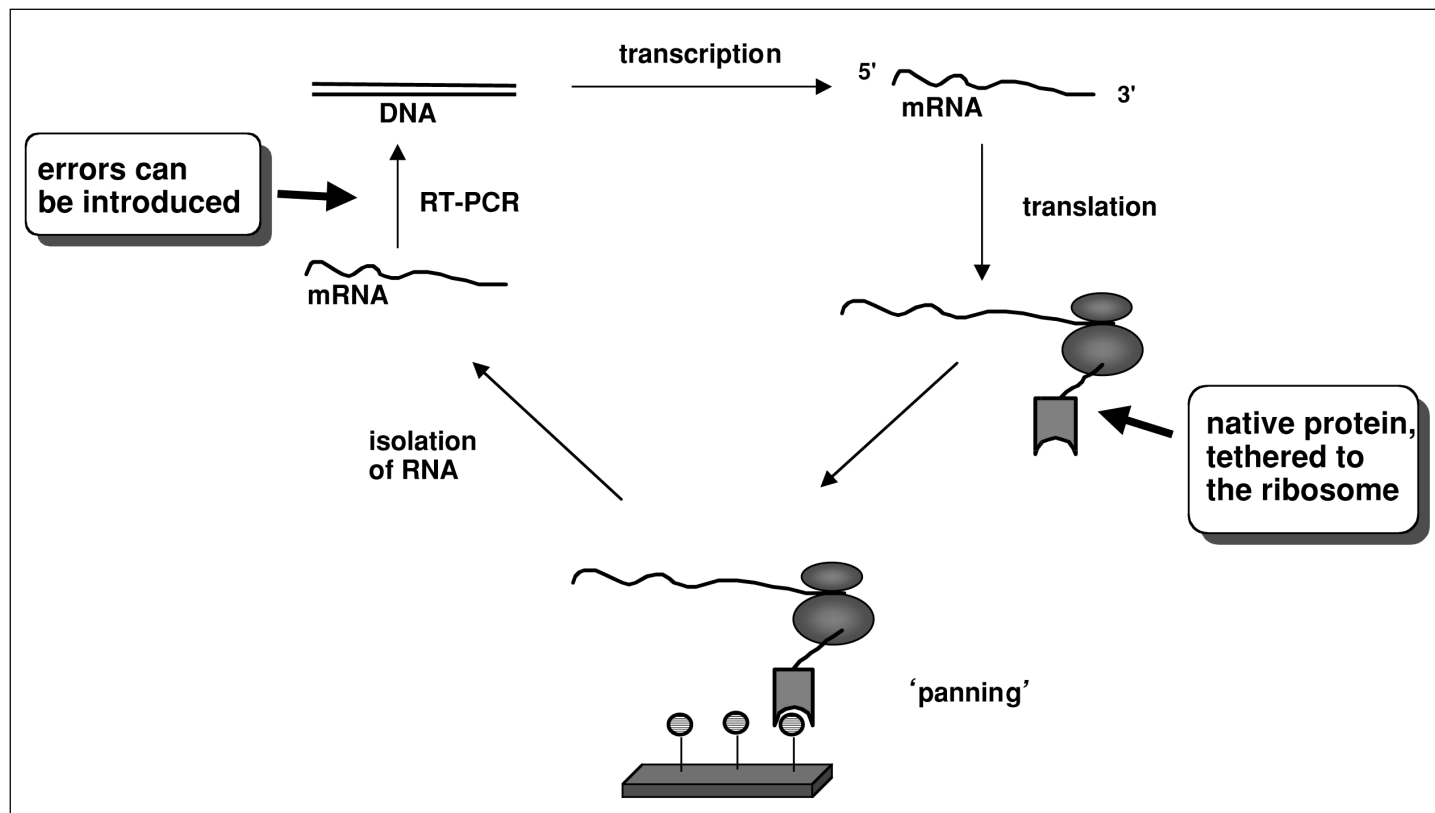 transcription
5'
mRNA
3'
DNA
errors can
be introduced
RT-PCR
mRNA
translation
native protein,
tethered to
the ribosome
isolation
of RNA
‘panning’